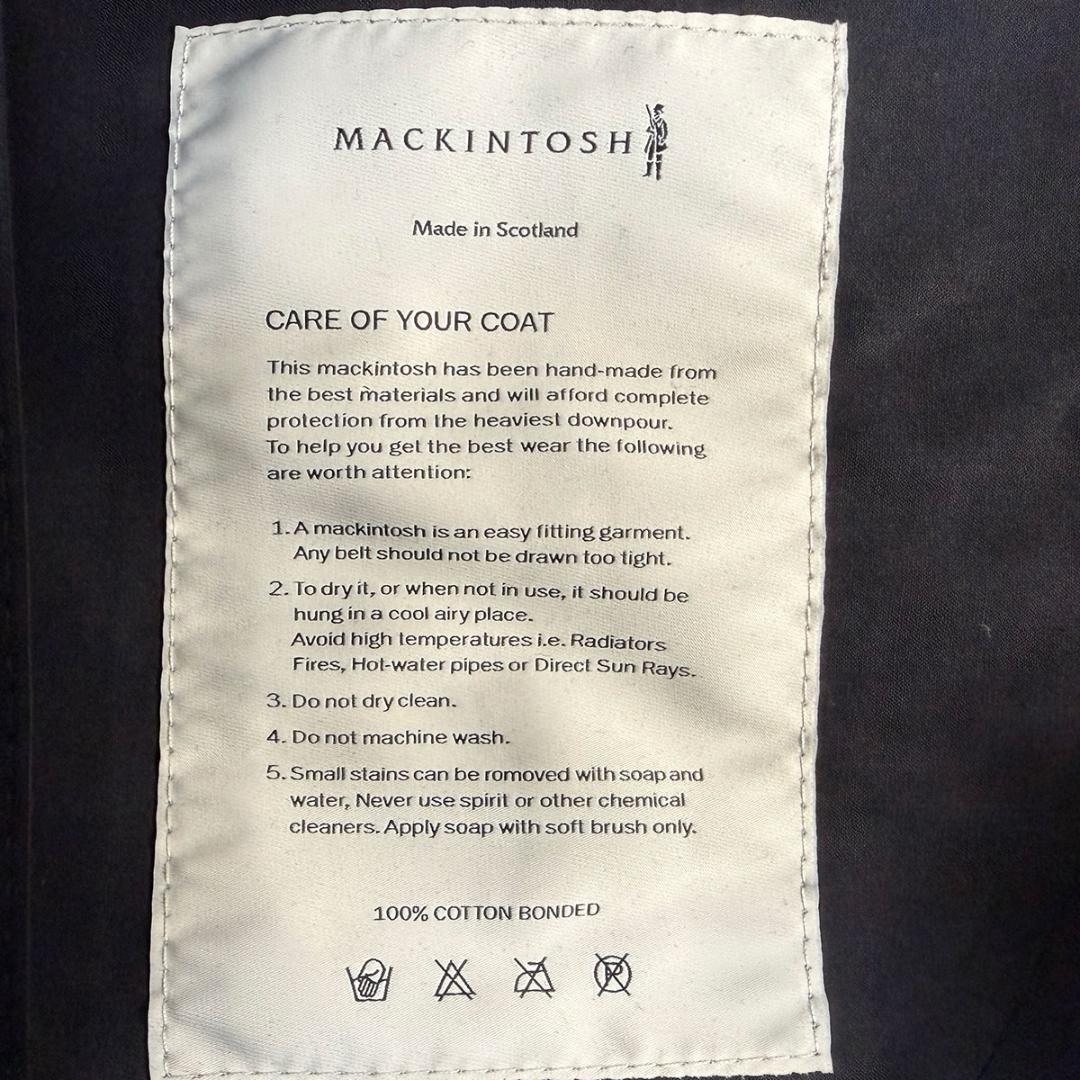 MACKINTOSH
Made in Scotland
CARE OF YOUR COAT
This mackintosh has been hand-made from
the best materials and will afford complete
protection from the heaviest downpour.
To help you get the best wear the following
are worth attention:
1. A mackintosh is an easy fitting garment.
Any belt should not be drawn too tight.
2. To dry it, or when not in use, it should be
hung in a cool airy place.
Avoid high temperatures i.e. Radiators
Fires, Hot-water pipes or Direct Sun Rays.
3. Do not dry clean.
4. Do not machine wash.
5. Small stains can be romoved with soap and
water, Never use spirit or other chemical
cleaners. Apply soap with soft brush only.
100% COTTON BONDED
P